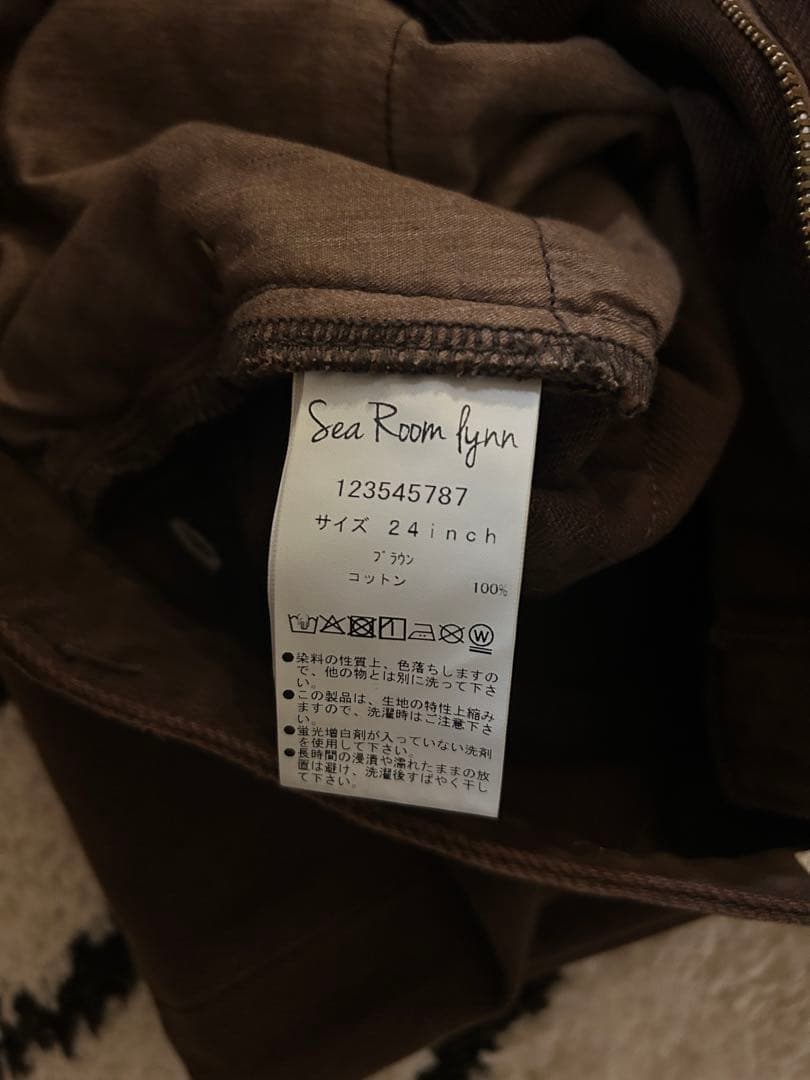 Sea Room lynn
123545787
サイズ 24inch
ブラウン
コットン 100%
W
●染料の性質上、色落ちしますの
で、他の物とは別に洗って下さ
い。
●この製品は、生地の特性上縮み
ますので、洗濯時はご注意下さ
い。
●蛍光増白剤が入っていない洗剤
を使用して下さい。
●長時間の浸漬や濡れたままの放
置は避け、洗濯後すばやく干し
て下さい。